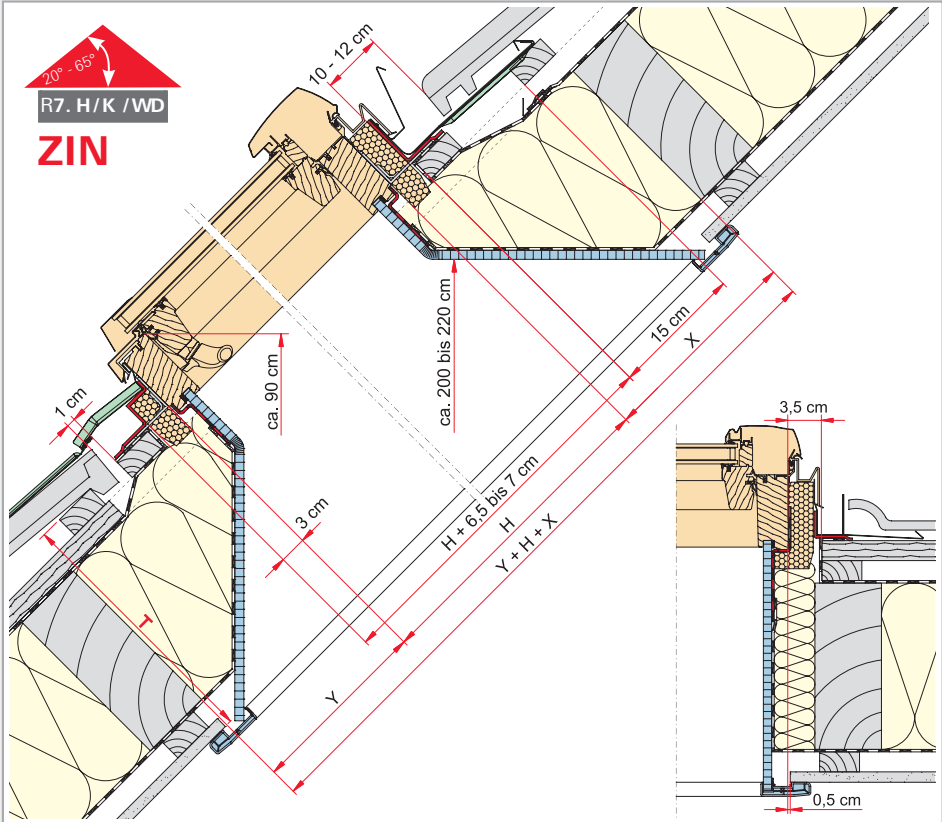 20° - 65°
R7. H / K / WD
ZIN
10 - 12 cm
1 cm
ca. 90 cm
ca. 200 bis 220 cm
15 cm
X
3 cm
H + 6,5 bis 7 cm
H
Y + H + X
T
Y
3,5 cm
0,5 cm